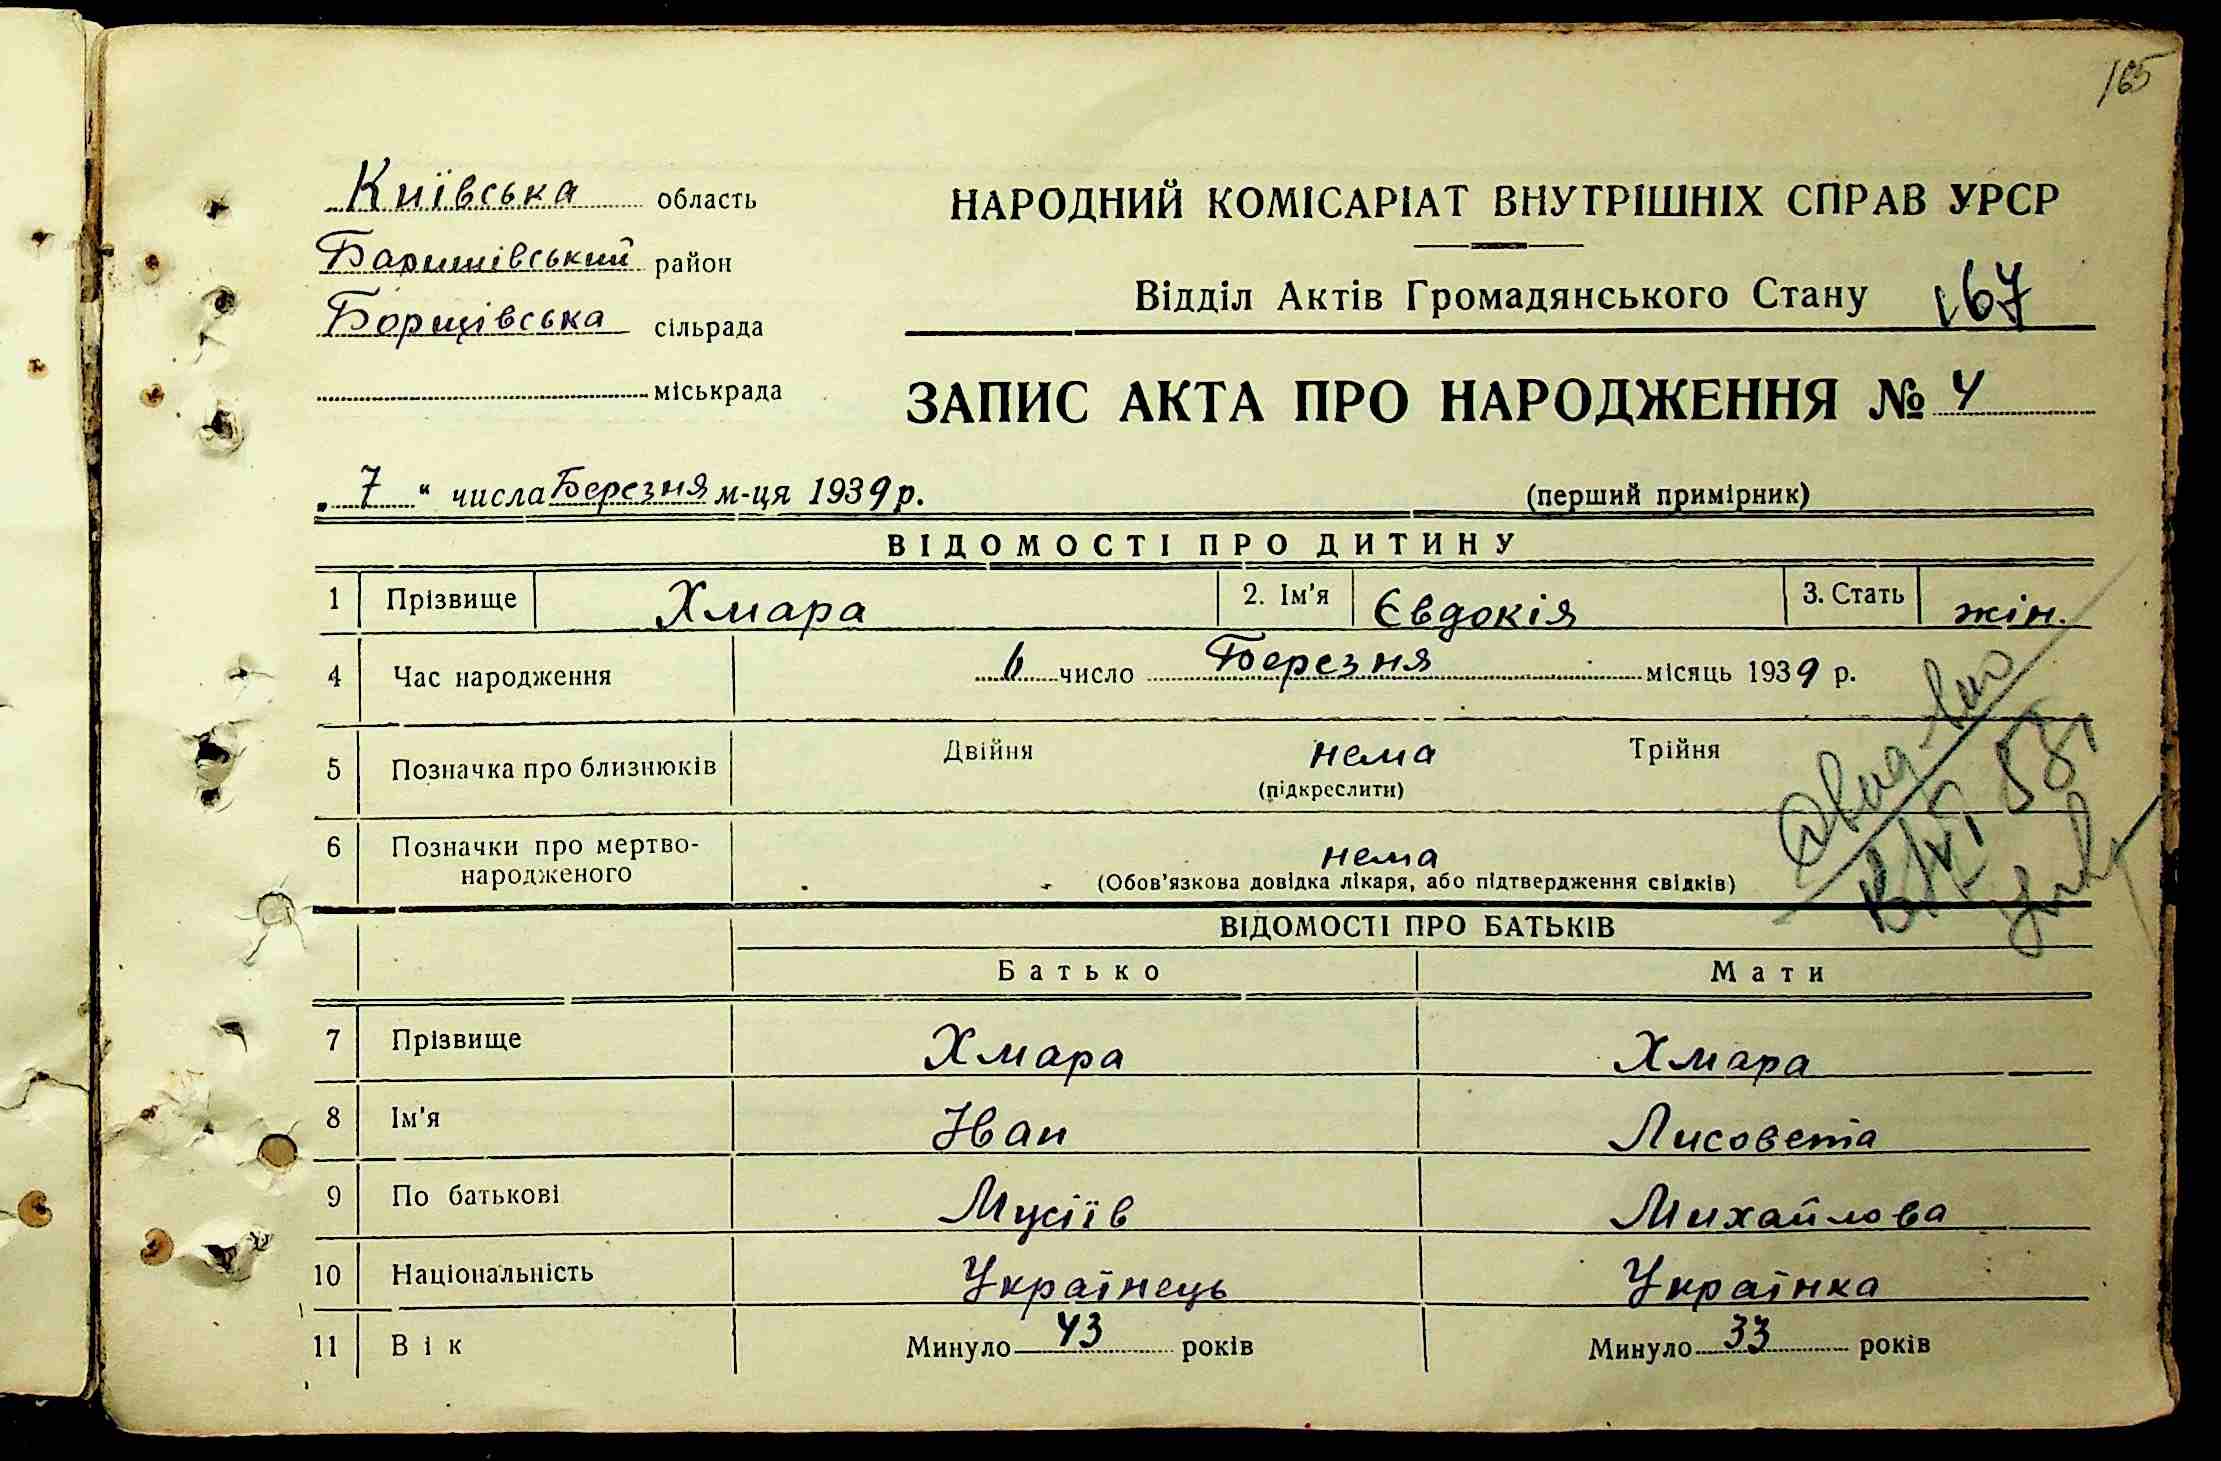 165
Київська область
Баришівський район
Борщівська сільрада
міськрада
НАРОДНИЙ КОМІСАРІАТ ВНУТРІШНІХ СПРАВ УРСР
Відділ Актів Громадянського Стану 167
ЗАПИС АКТА ПРО НАРОДЖЕННЯ № 4
„ 7 “ числа Березня м-ця 1939 р. (перший примірник)
ВІДОМОСТІ ПРО ДИТИНУ
1 Прізвище Хмара 2. Ім'я Євдокія 3. Стать жін.
4 Час народження 6 число Березня місяць 1939 р.
5 Позначка про близнюків Двійня нема Трійня
(підкреслити)
6 Позначки про мертво-
народженого нема
(Обов'язкова довідка лікаря, або підтвердження свідків)
ВІДОМОСТІ ПРО БАТЬКІВ
Батько Мати
7 Прізвище Хмара Хмара
8 Ім'я Іван Лисовета
9 По батькові Мусіїв Михайлова
10 Національність Українець Українка
11 Вік Минуло 43 років Минуло 33 років